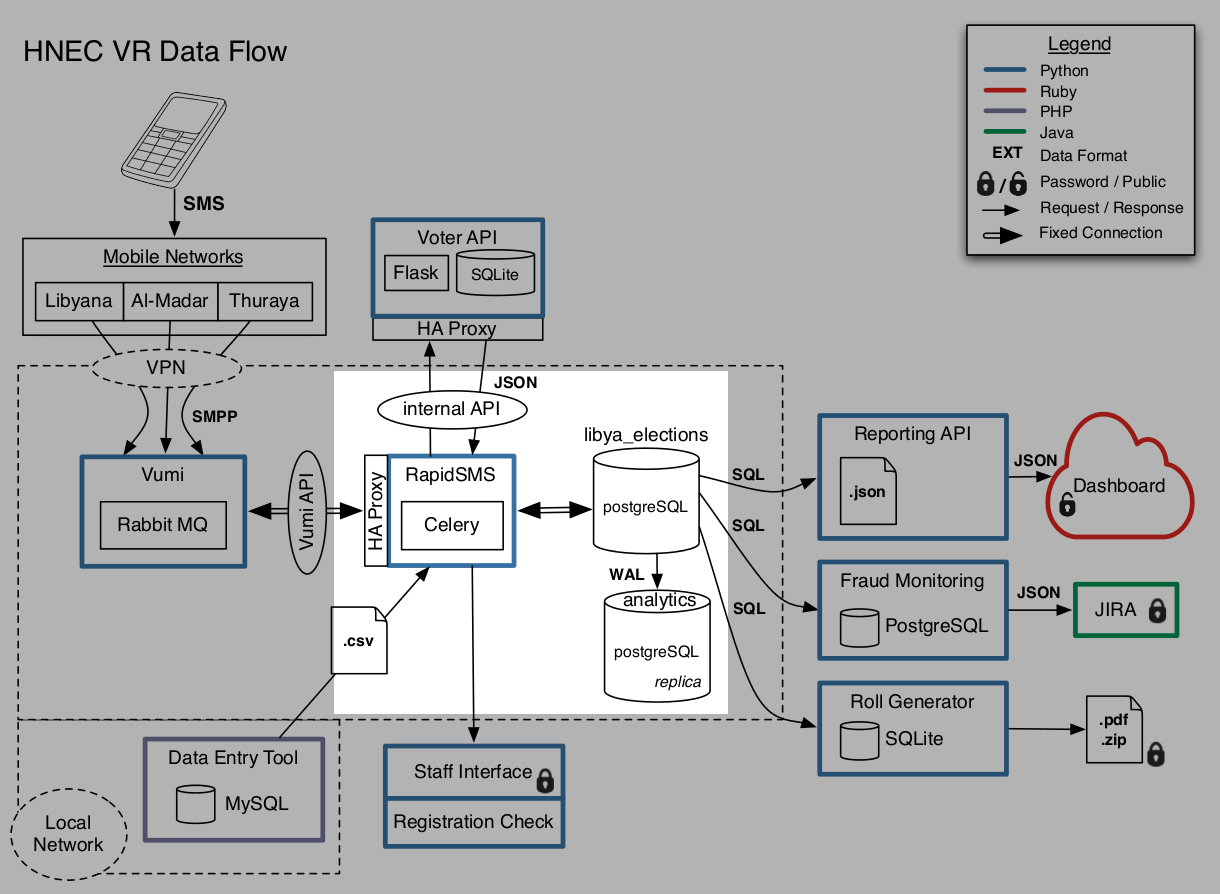 HNEC VR Data Flow
Legend
Python
Ruby
PHP
Java
EXT Data Format
/ Password / Public
Request / Response
Fixed Connection
SMS
Mobile Networks
Libyana Al-Madar Thuraya
VPN
SMPP
Voter API
Flask SQLite
HA Proxy
JSON
internal API
Vumi
Rabbit MQ
Vumi API
HA Proxy
RapidSMS
Celery
libya_elections
postgreSQL
WAL
analytics
postgreSQL
replica
SQL
SQL
SQL
Reporting API
.json
JSON
Dashboard
Fraud Monitoring
PostgreSQL
JSON
JIRA
Roll Generator
SQLite
.pdf
.zip
.csv
Data Entry Tool
MySQL
Local
Network
Staff Interface
Registration Check